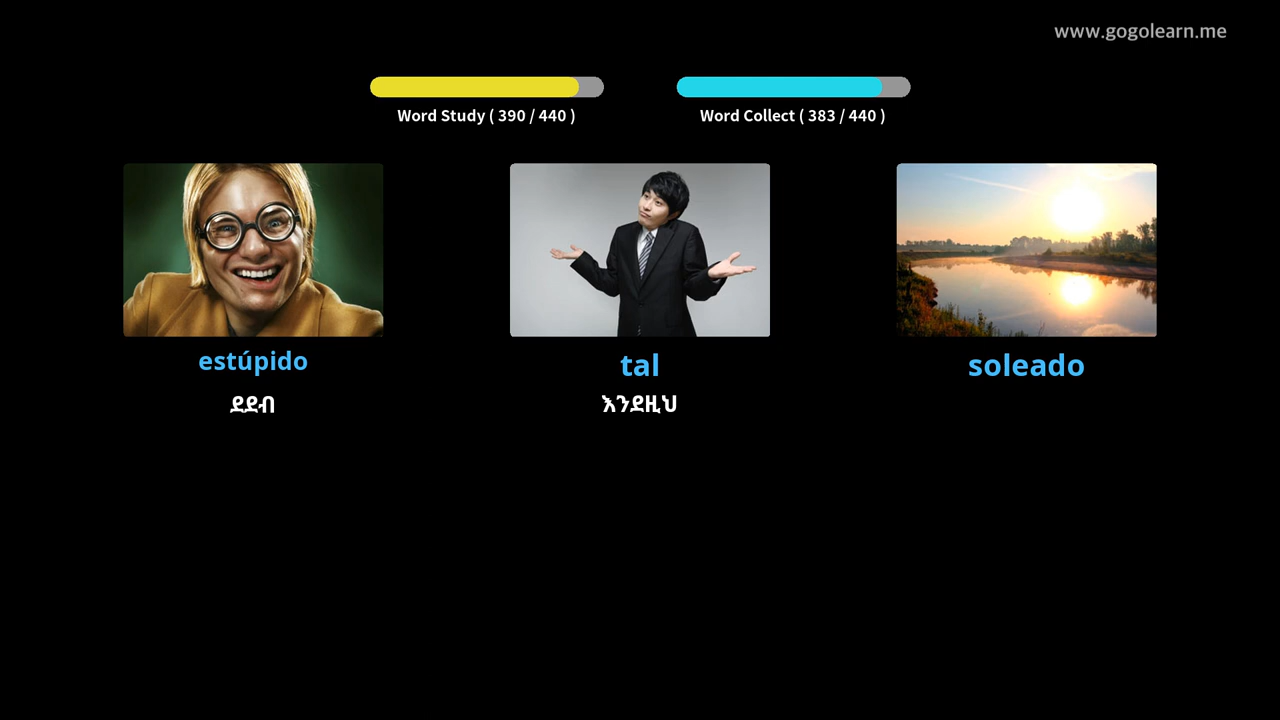 www.gogolearn.me
Word Study ( 390 / 440 )
Word Collect ( 383 / 440 )
estúpido
tal
soleado
ደደብ
እንደዚህ